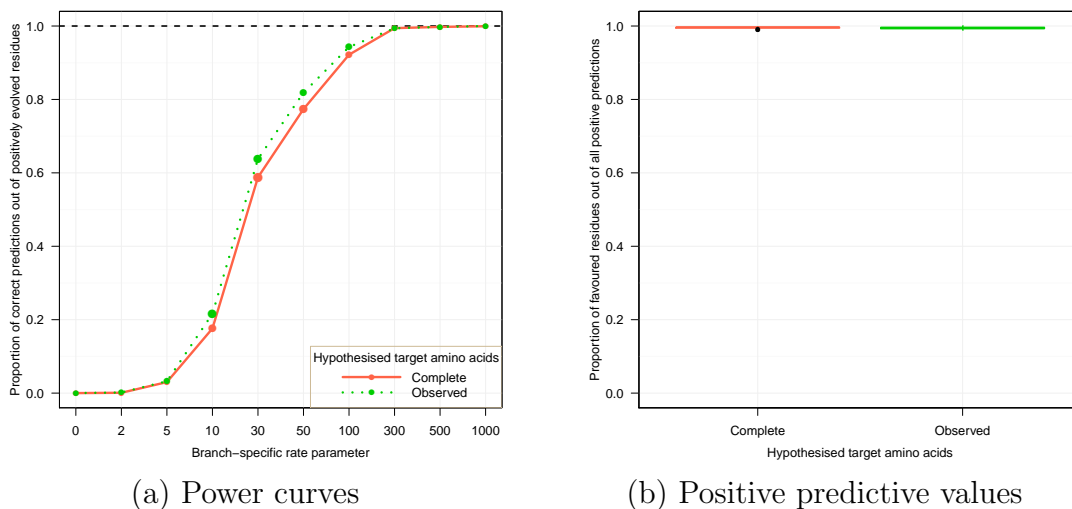 Proportion of correct predictions out of positively evolved residues
1.0
0.8
0.6
0.4
0.2
0.0
Hypothesised target amino acids
Complete
Observed
0 2 5 10 30 50 100 300 500 1000
Branch−specific rate parameter
(a) Power curves
Proportion of favoured residues out of all positive predictions
1.0
0.8
0.6
0.4
0.2
0.0
Complete Observed
Hypothesised target amino acids
(b) Positive predictive values